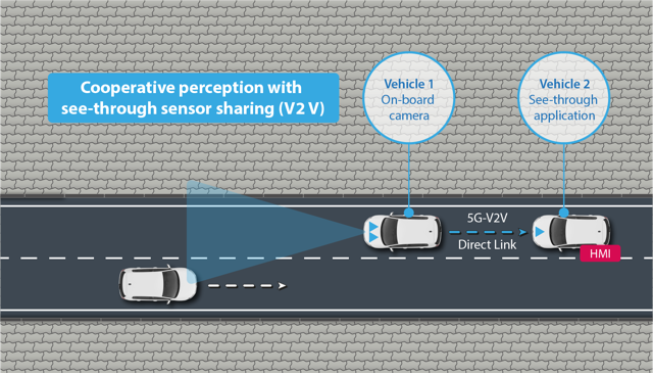 Cooperative perception with
see-through sensor sharing (V2 V)
Vehicle 1
On-board
camera
Vehicle 2
See-through
application
5G-V2V
Direct Link
HMI